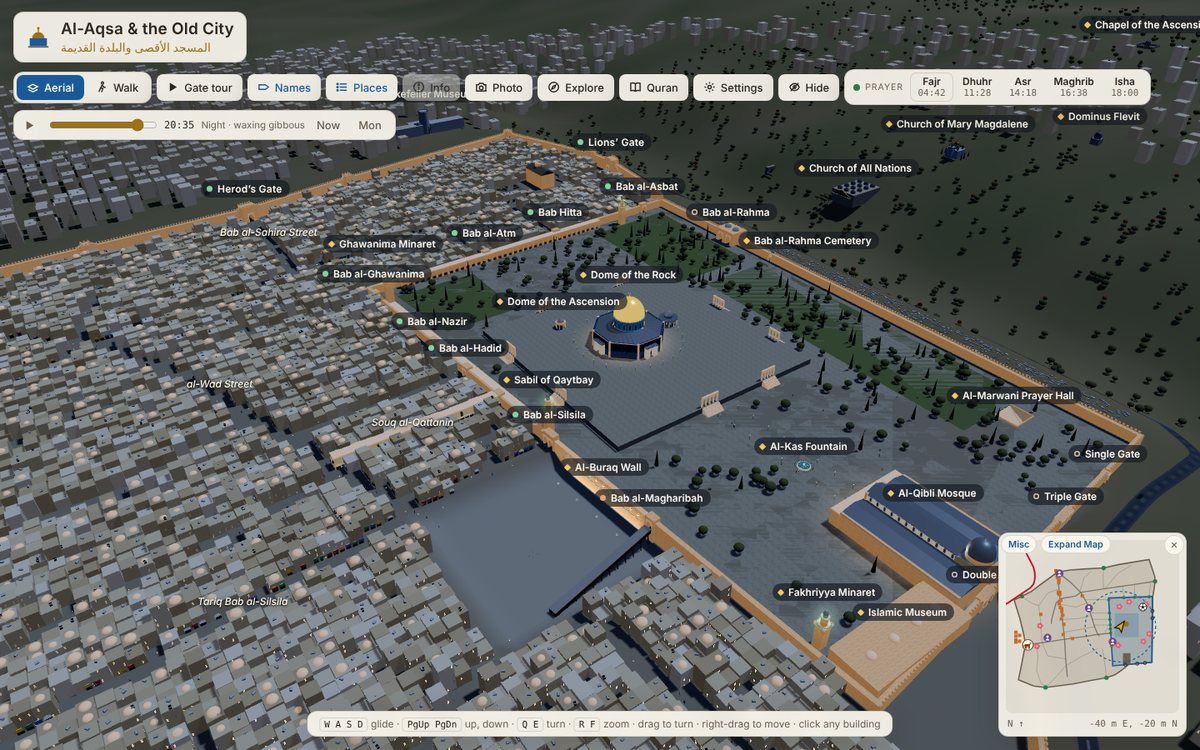 Al-Aqsa & the Old City
المسجد الأقصى والبلدة القديمة
Chapel of the Ascensi
Aerial
Walk
Gate tour
Names
Places
Info
Photo
Explore
Quran
Settings
Hide
PRAYER
Fajr
04:42
Dhuhr
11:28
Asr
14:18
Maghrib
16:38
Isha
18:00
20:35 Night · waxing gibbous Now Mon
Church of Mary Magdalene
Dominus Flevit
Lions’ Gate
Church of All Nations
Herod’s Gate
Bab al-Asbat
Bab Hitta
Bab al-Rahma
Bab al-Sahira Street
Bab al-Atm
Ghawanima Minaret
Bab al-Rahma Cemetery
Bab al-Ghawanima
Dome of the Rock
Dome of the Ascension
Bab al-Nazir
Bab al-Hadid
al-Wad Street
Sabil of Qaytbay
Al-Marwani Prayer Hall
Bab al-Silsila
Souq al-Qattanin
Al-Kas Fountain
Single Gate
Al-Buraq Wall
Bab al-Magharibah
Al-Qibli Mosque
Triple Gate
Misc
Expand Map
Double
Fakhriyya Minaret
Tariq Bab al-Silsila
Islamic Museum
W A S D glide · PgUp PgDn up, down · Q E turn · R F zoom · drag to turn · right-drag to move · click any building
N ↑ -40 m E, -20 m N